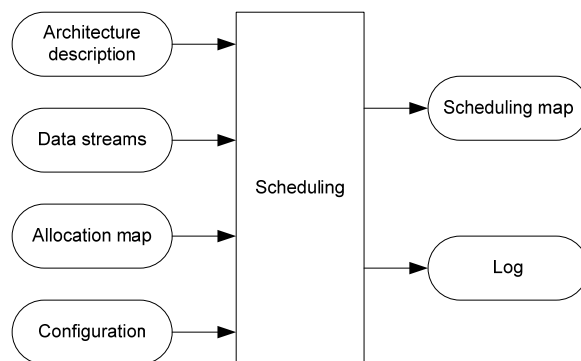 Architecture
description
Data streams
Allocation map
Configuration
Scheduling
Scheduling map
Log